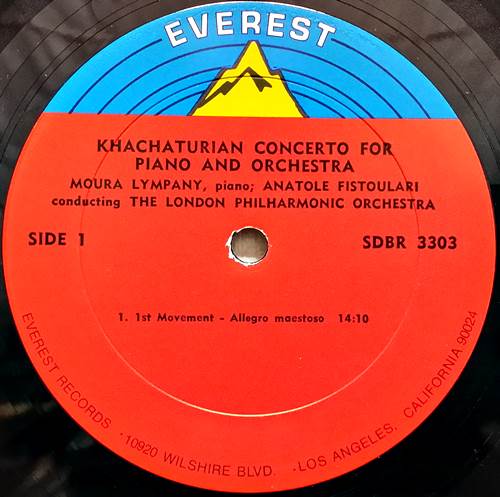 EVEREST
KHACHATURIAN CONCERTO FOR
PIANO AND ORCHESTRA
MOURA LYMPANY, piano; ANATOLE FISTOULARI
conducting THE LONDON PHILHARMONIC ORCHESTRA
SIDE 1
SDBR 3303
1. 1st Movement - Allegro maestoso 14:10
EVEREST RECORDS · 10920 WILSHIRE BLVD. · LOS ANGELES, CALIFORNIA 90024